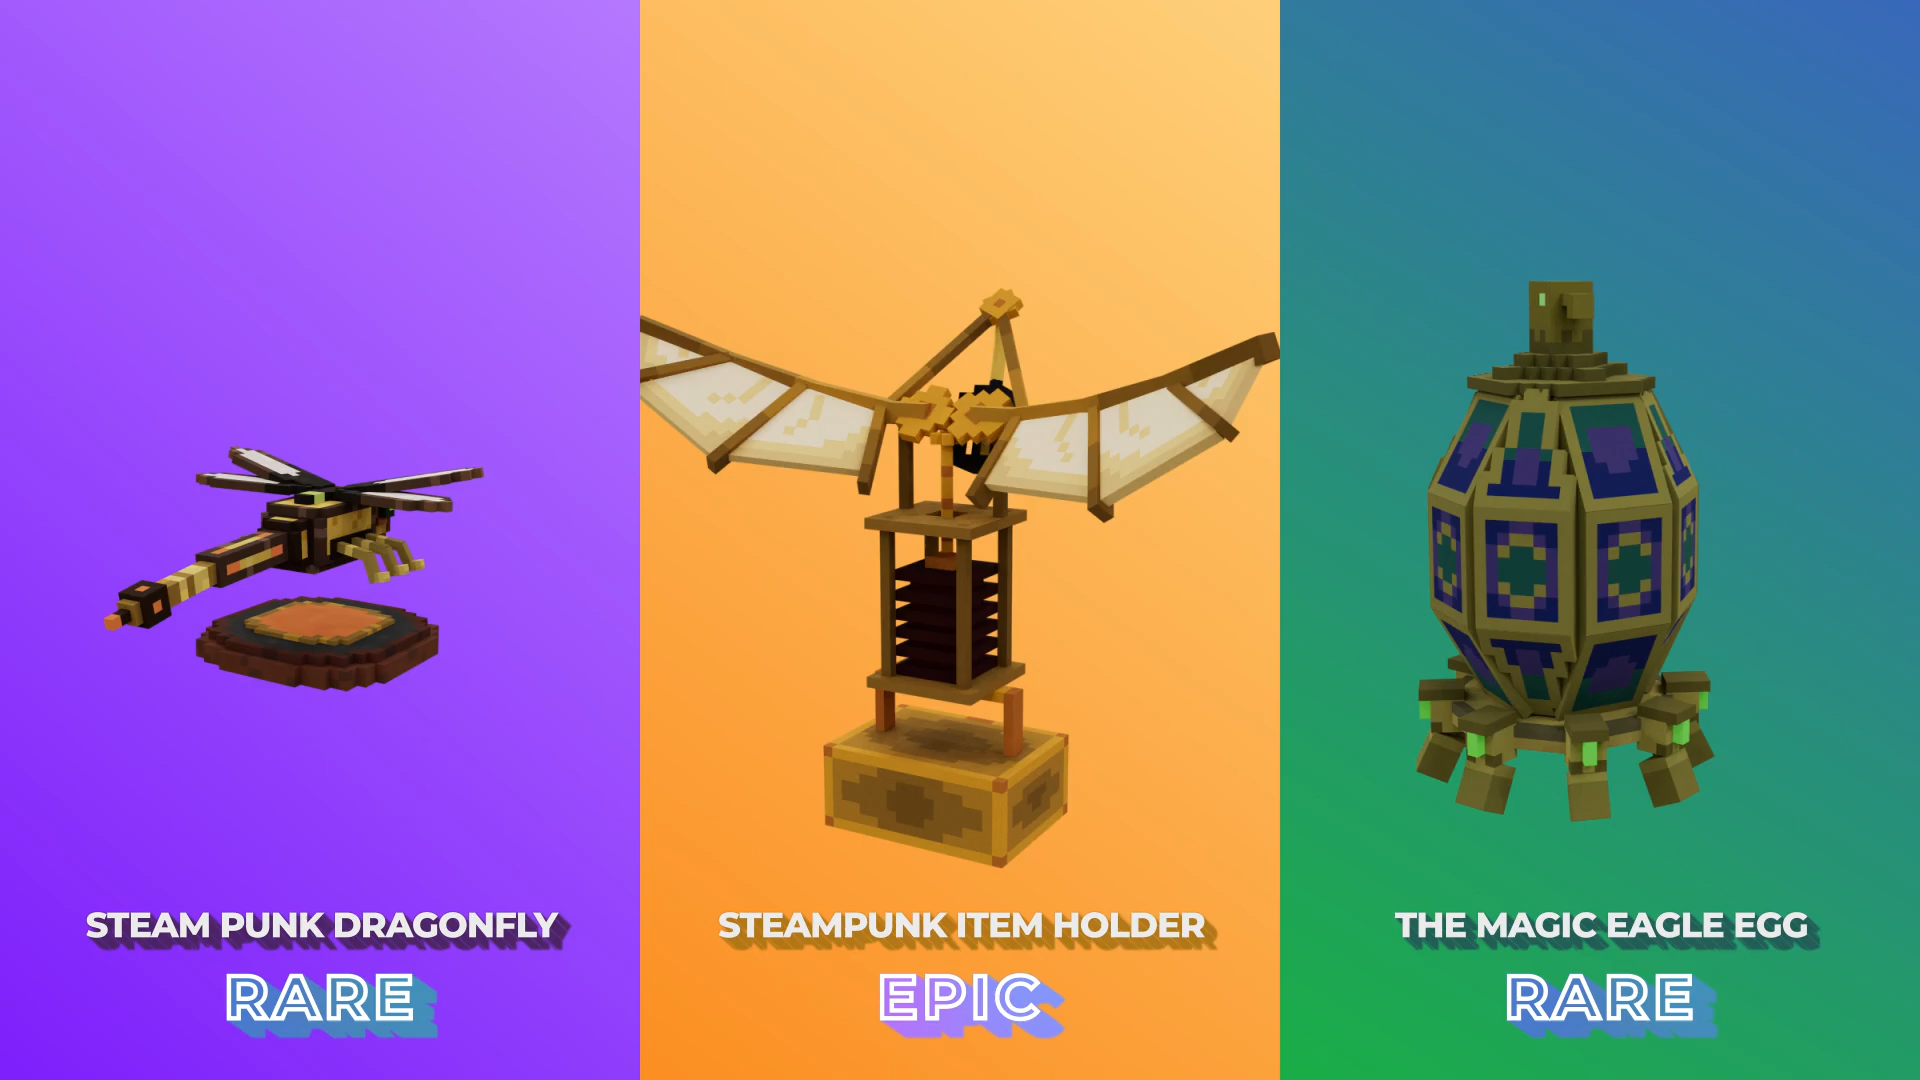 STEAM PUNK DRAGONFLY
RARE
STEAMPUNK ITEM HOLDER
EPIC
THE MAGIC EAGLE EGG
RARE